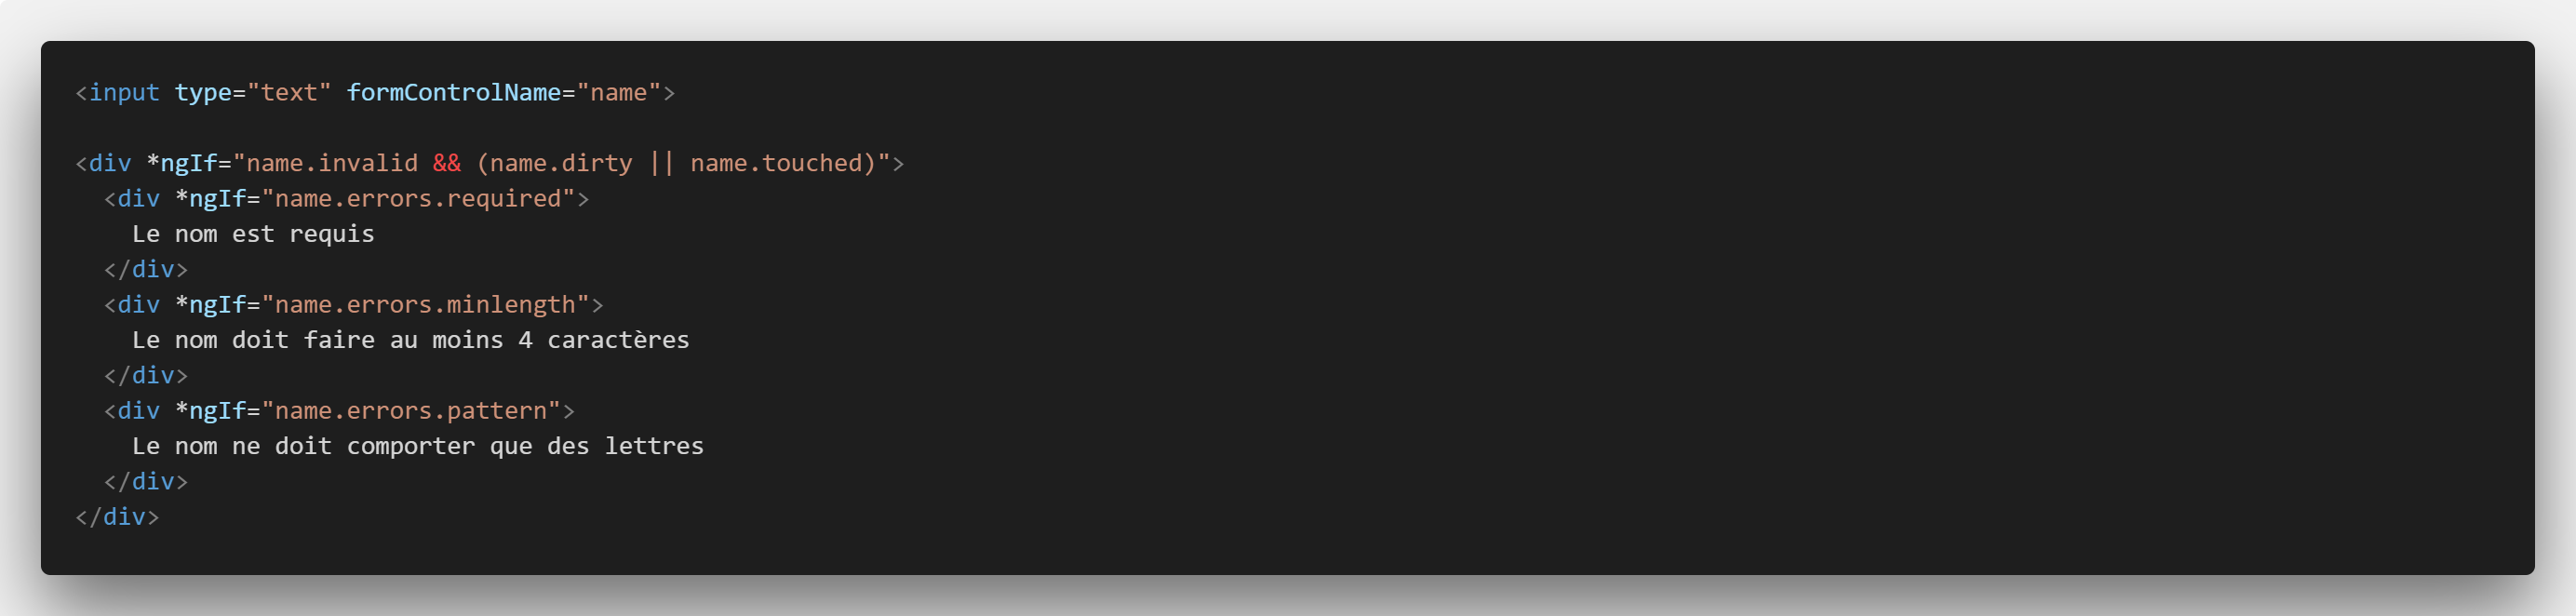 <input type="text" formControlName="name">

<div *ngIf="name.invalid && (name.dirty || name.touched)">
  <div *ngIf="name.errors.required">
    Le nom est requis
  </div>
  <div *ngIf="name.errors.minlength">
    Le nom doit faire au moins 4 caractères
  </div>
  <div *ngIf="name.errors.pattern">
    Le nom ne doit comporter que des lettres
  </div>
</div>